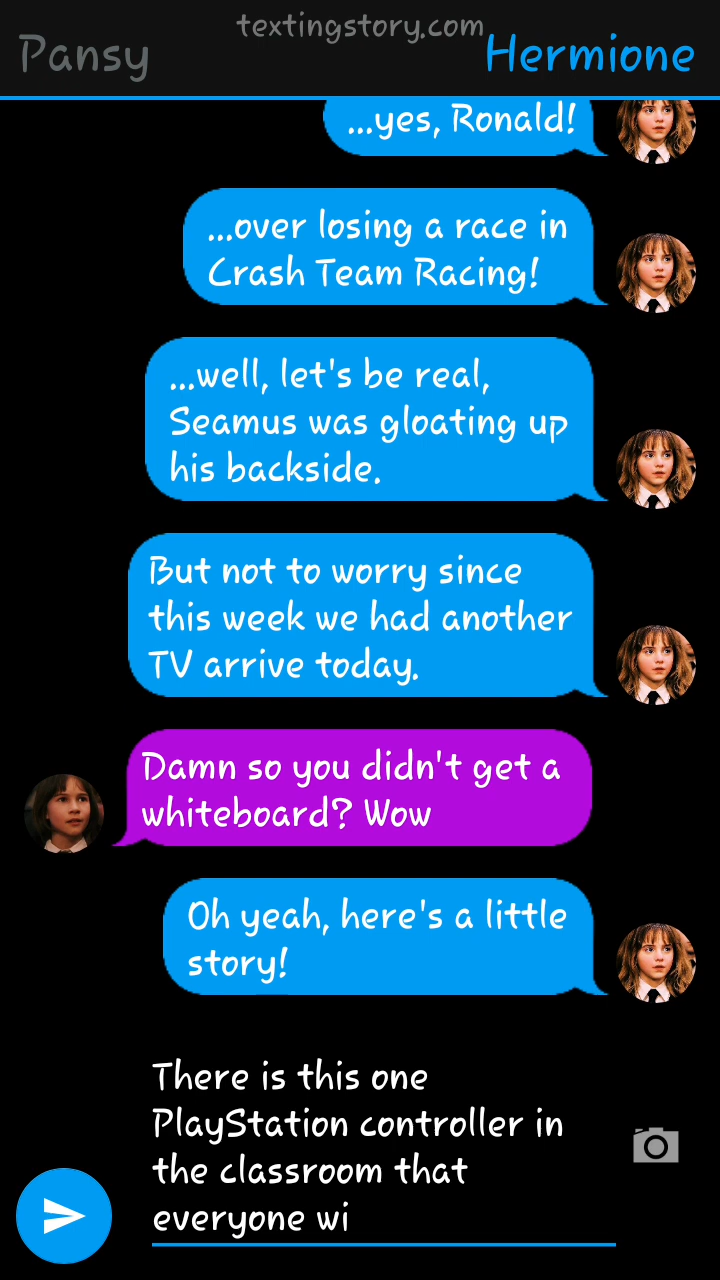 textingstory.com
Pansy
Hermione
...yes, Ronald!
...over losing a race in
Crash Team Racing!
...well, let's be real,
Seamus was gloating up
his backside.
But not to worry since
this week we had another
TV arrive today.
Damn so you didn't get a
whiteboard? Wow
Oh yeah, here's a little
story!
There is this one
PlayStation controller in
the classroom that
everyone wi